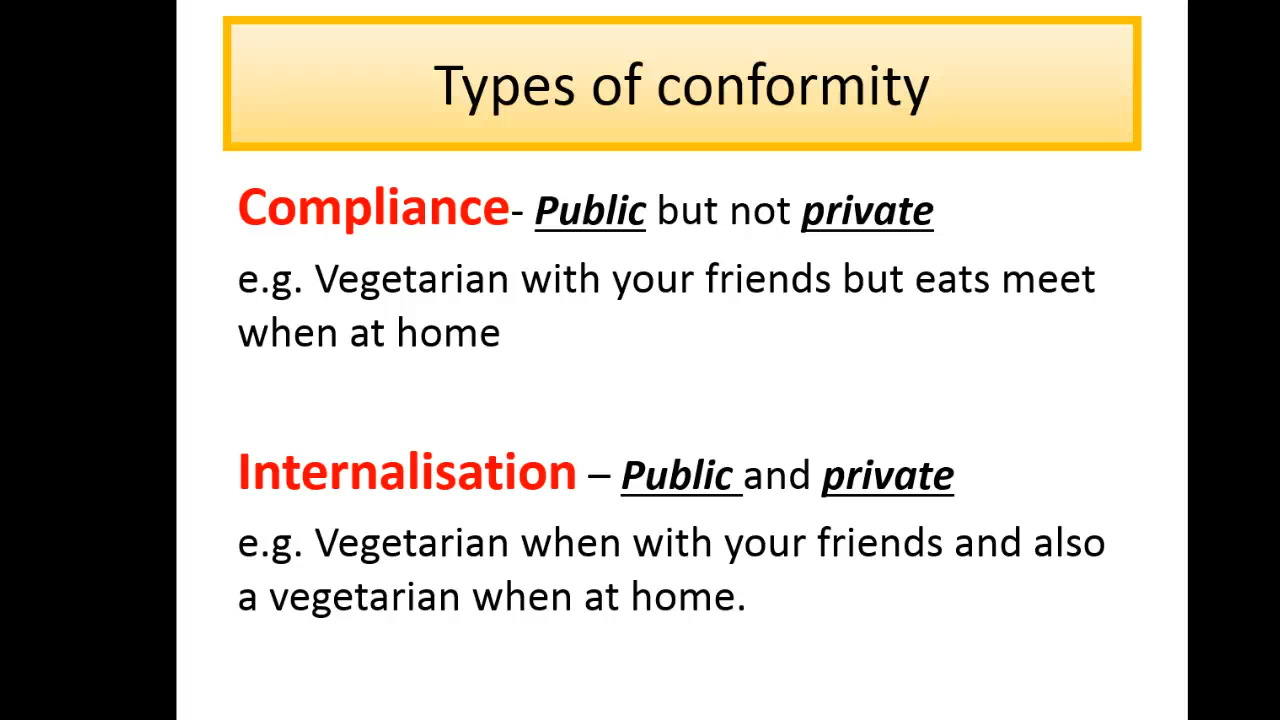 Types of conformity
Compliance- Public but not private
e.g. Vegetarian with your friends but eats meet
when at home
Internalisation – Public and private
e.g. Vegetarian when with your friends and also
a vegetarian when at home.